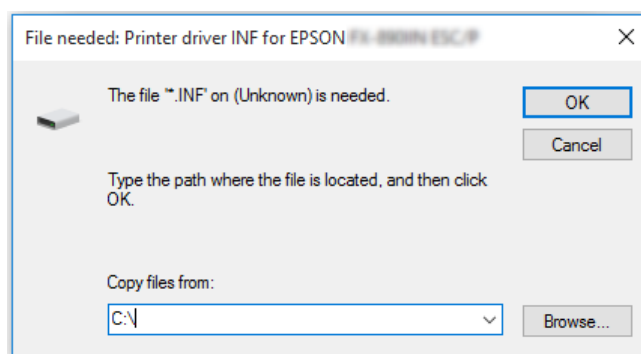 File needed: Printer driver INF for EPSON
The file '*.INF' on (Unknown) is needed.
OK
Cancel
Type the path where the file is located, and then click
OK.
Copy files from:
C:\
Browse...